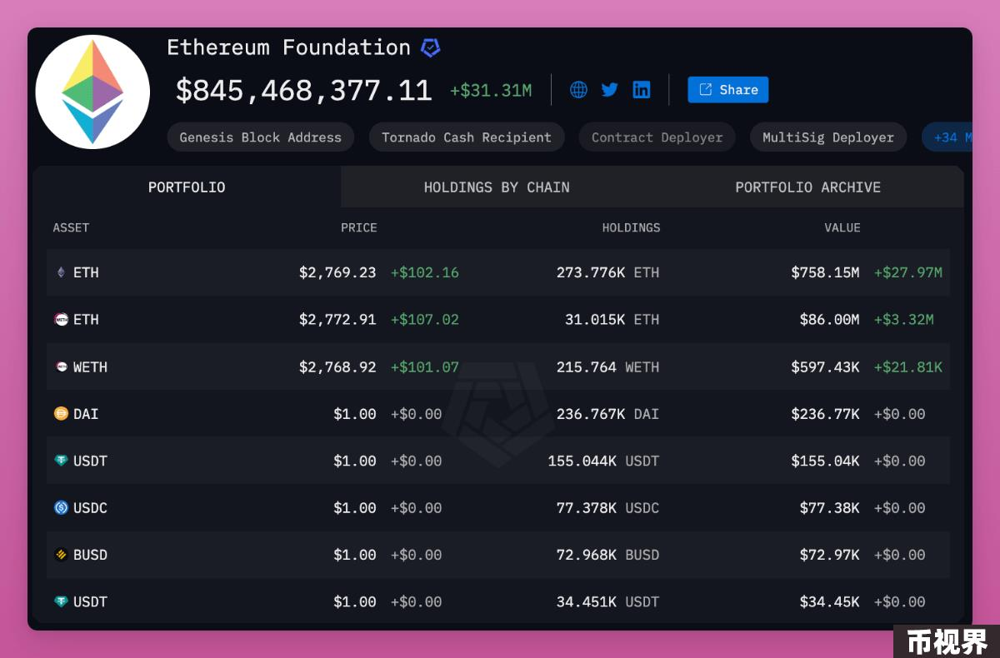 Ethereum Foundation
$845,468,377.11 +$31.31M Share
Genesis Block Address Tornado Cash Recipient Contract Deployer MultiSig Deployer +34 M
PORTFOLIO HOLDINGS BY CHAIN PORTFOLIO ARCHIVE
ASSET PRICE HOLDINGS VALUE
ETH $2,769.23 +$102.16 273.776K ETH $758.15M +$27.97M
ETH $2,772.91 +$107.02 31.015K ETH $86.00M +$3.32M
WETH $2,768.92 +$101.07 215.764 WETH $597.43K +$21.81K
DAI $1.00 +$0.00 236.767K DAI $236.77K +$0.00
USDT $1.00 +$0.00 155.044K USDT $155.04K +$0.00
USDC $1.00 +$0.00 77.378K USDC $77.38K +$0.00
BUSD $1.00 +$0.00 72.968K BUSD $72.97K +$0.00
USDT $1.00 +$0.00 34.451K USDT $34.45K +$0.00
币视界